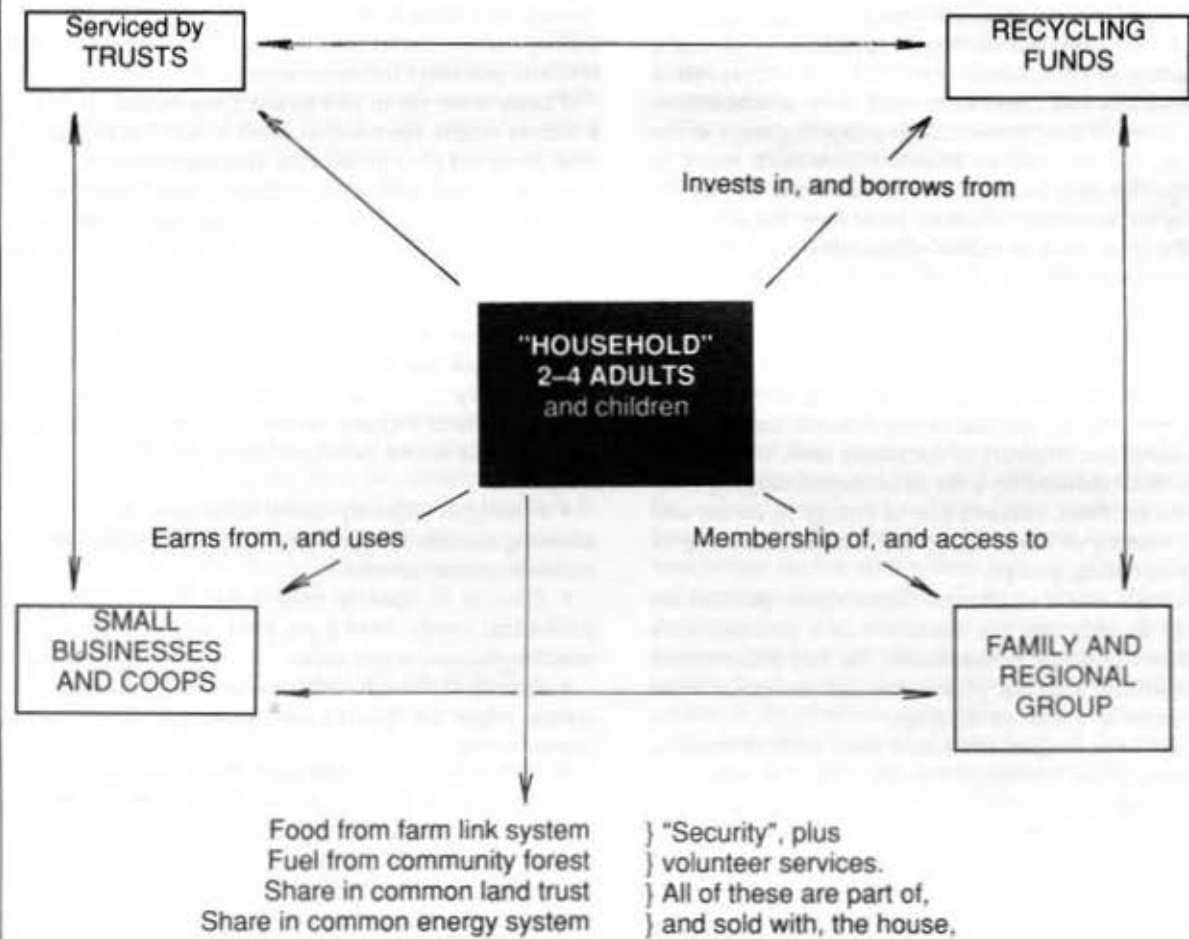 Serviced by
TRUSTS
RECYCLING
FUNDS
Invests in, and borrows from
"HOUSEHOLD"
2–4 ADULTS
and children
Earns from, and uses
Membership of, and access to
SMALL
BUSINESSES
AND COOPS
FAMILY AND
REGIONAL
GROUP
Food from farm link system } "Security", plus
Fuel from community forest } volunteer services.
Share in common land trust } All of these are part of,
Share in common energy system } and sold with, the house,